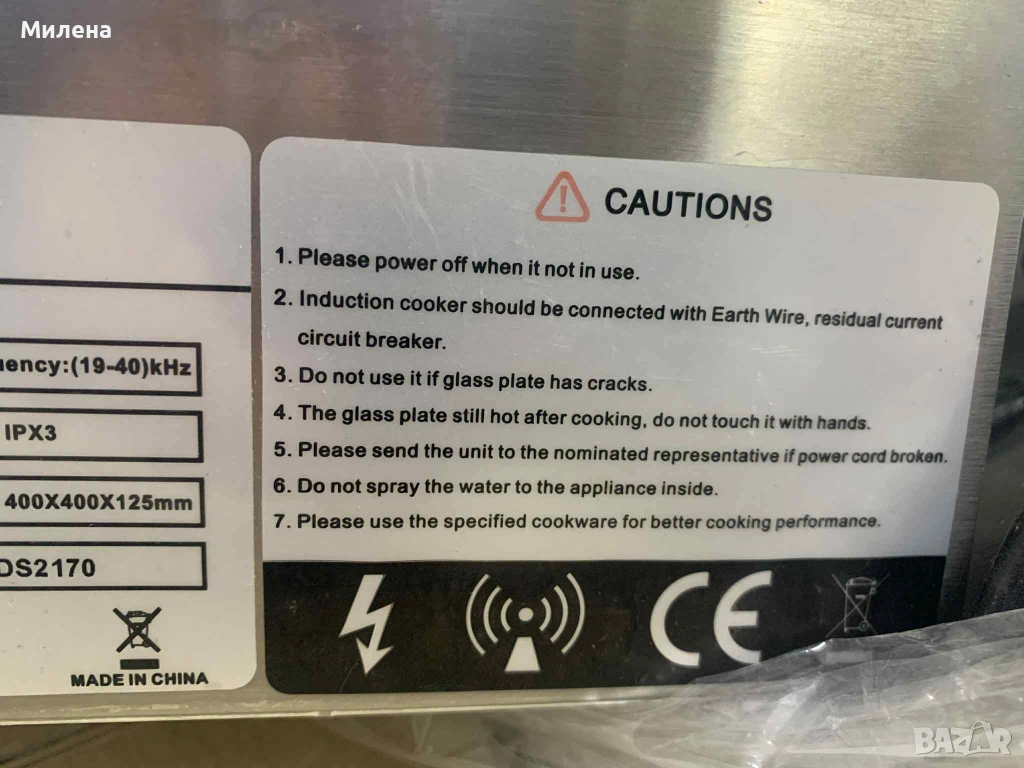 Милена
CAUTIONS
1. Please power off when it not in use.
2. Induction cooker should be connected with Earth Wire, residual current
circuit breaker.
3. Do not use it if glass plate has cracks.
4. The glass plate still hot after cooking, do not touch it with hands.
5. Please send the unit to the nominated representative if power cord broken.
6. Do not spray the water to the appliance inside.
7. Please use the specified cookware for better cooking performance.
uency:(19-40)kHz
IPX3
400X400X125mm
DS2170
MADE IN CHINA
CE
BAZAR